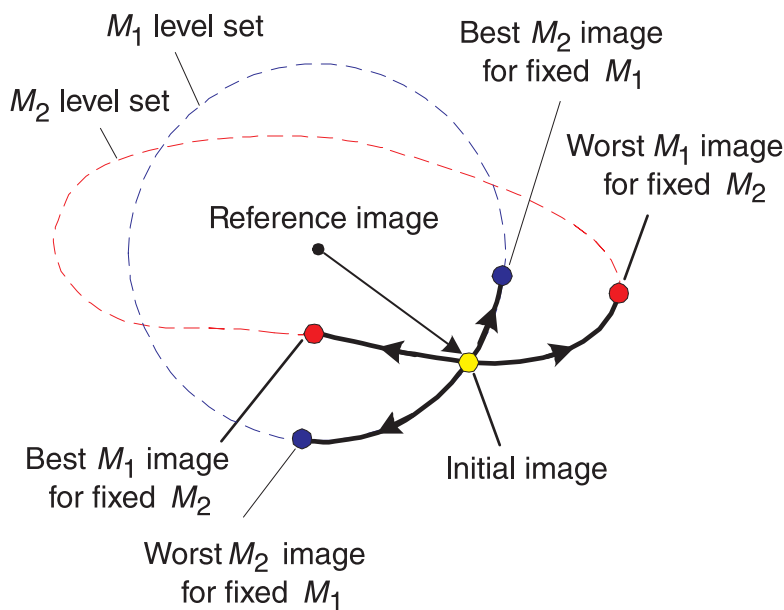 M1 level set
M2 level set
Best M2 image
for fixed M1
Worst M1 image
for fixed M2
Reference image
Best M1 image
for fixed M2
Initial image
Worst M2 image
for fixed M1